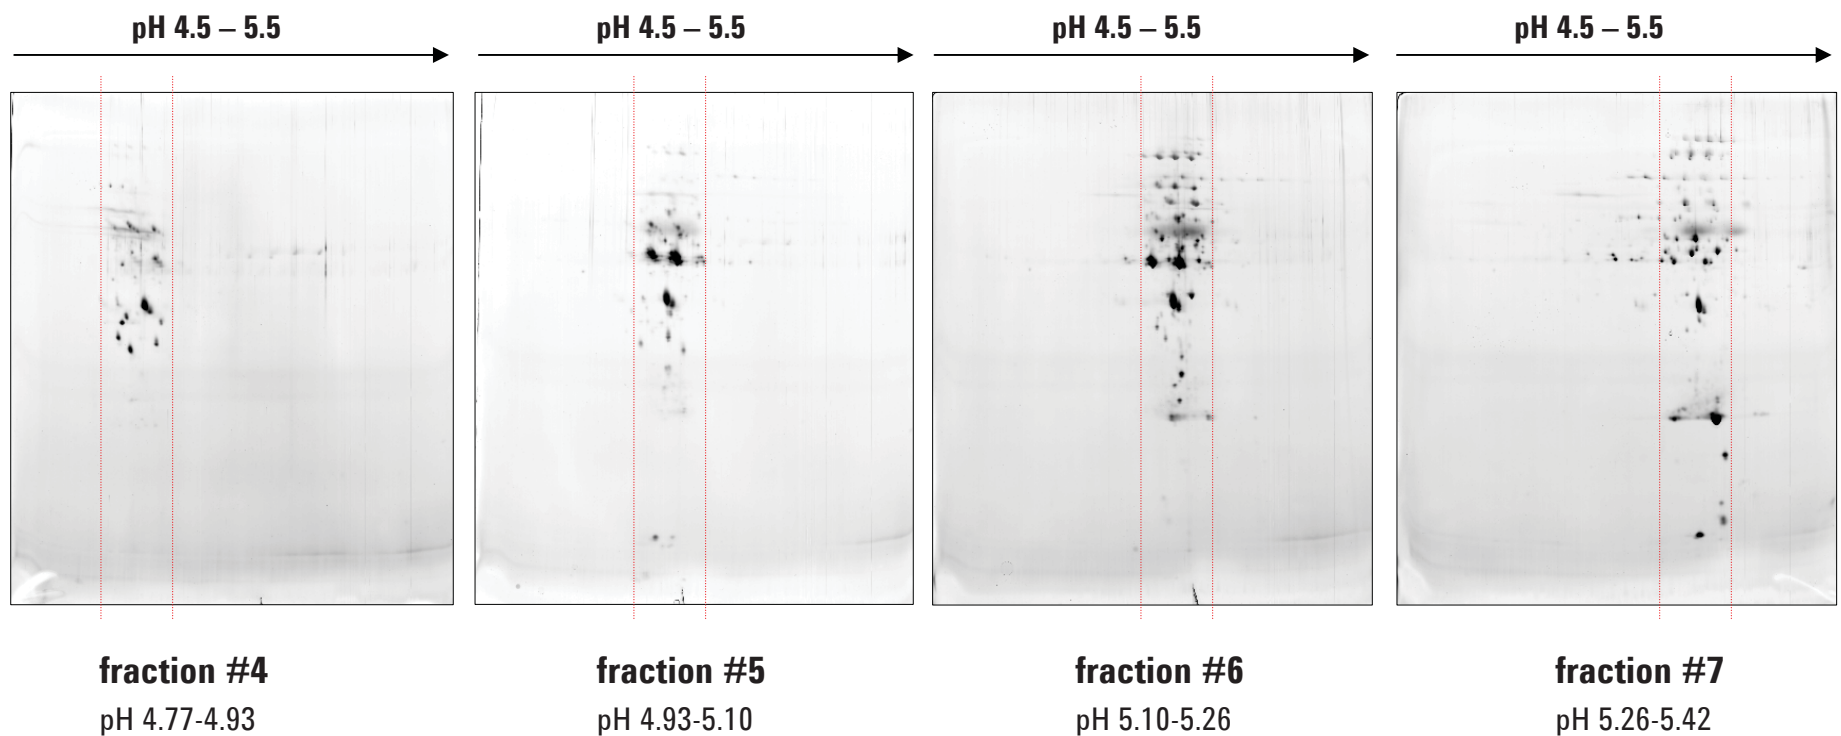 pH 4.5 – 5.5
pH 4.5 – 5.5
pH 4.5 – 5.5
pH 4.5 – 5.5
fraction #4
pH 4.77-4.93
fraction #5
pH 4.93-5.10
fraction #6
pH 5.10-5.26
fraction #7
pH 5.26-5.42